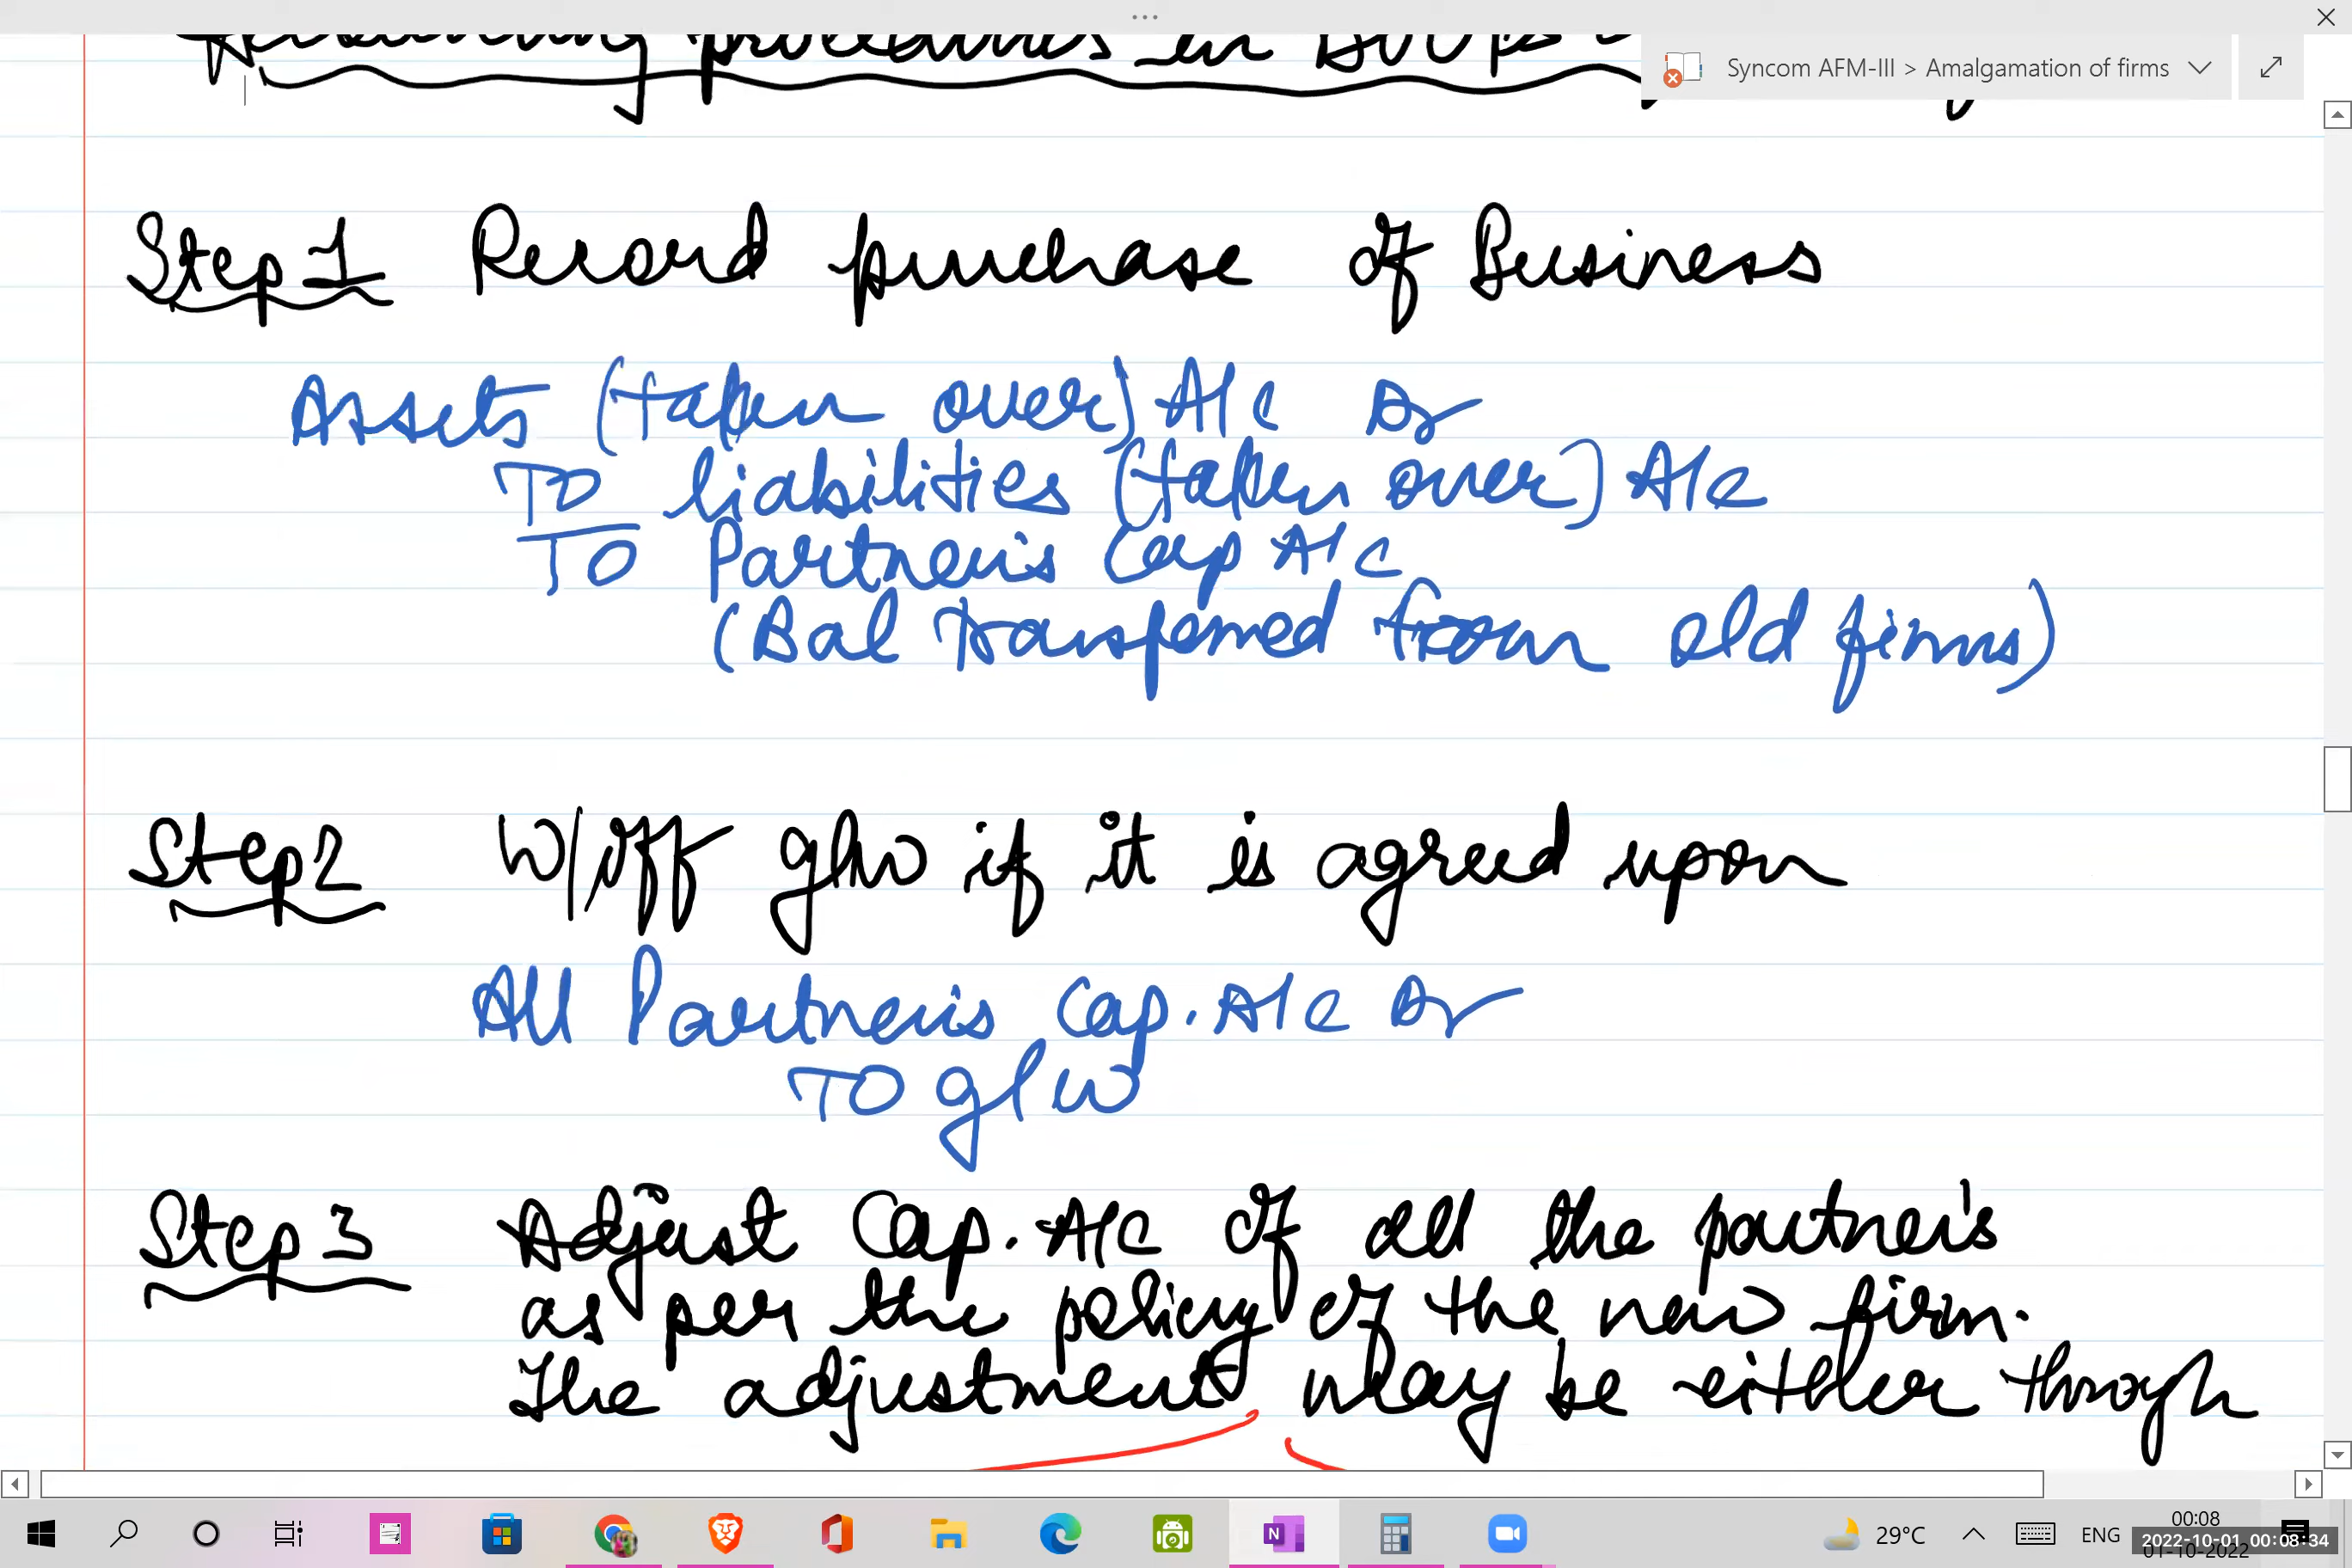 Accounting procedures in
Syncom AFM-III > Amalgamation of firms
Step 1 Record purchase of Business
Assets (taken over) A/c Dr
To liabilities (taken over) A/c
To Partner's Cap A/c
(Bal transferred from old firms)
Step 2 W/off g/w if it is agreed upon
All Partner's Cap. A/c Dr
To g/w
Step 3 Adjust Cap. A/c of all the partner's
as per the policy of the new firm.
The adjustment may be either through
29°C
ENG
00:08
2022-10-01 00:08:34